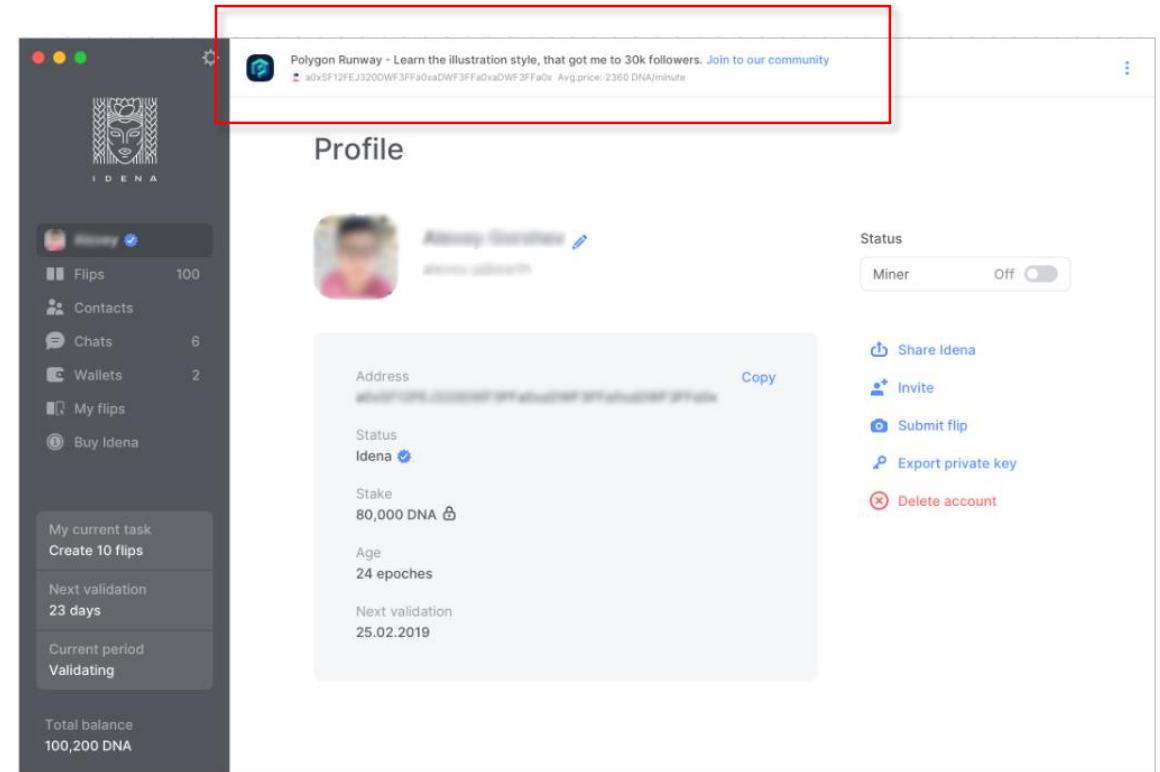 Polygon Runway - Learn the illustration style, that got me to 30k followers. Join to our community
a0xSF12FEJ320ODWF3FFa0xaDWF3FFa0xaDWF3FFa0x Avg.price: 2360 DNA/minute
IDENA
Flips 100
Contacts
Chats 6
Wallets 2
My flips
Buy Idena
My current task
Create 10 flips
Next validation
23 days
Current period
Validating
Total balance
100,200 DNA
Profile
Address Copy
Status
Idena
Stake
80,000 DNA
Age
24 epoches
Next validation
25.02.2019
Status
Miner Off
Share Idena
Invite
Submit flip
Export private key
Delete account